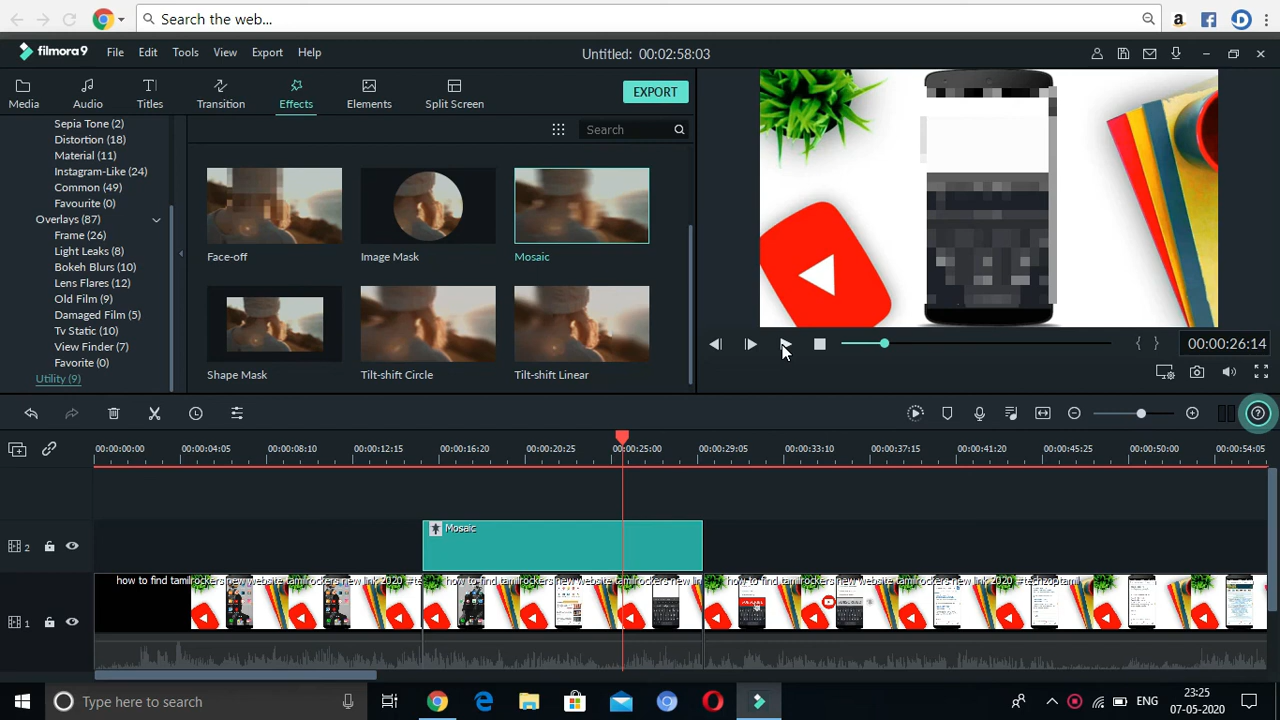 Search the web...
filmora9
File Edit Tools View Export Help
Untitled: 00:02:58:03
Media Audio Titles Transition Effects Elements Split Screen
EXPORT
Search
Sepia Tone (2)
Distortion (18)
Material (11)
Instagram-Like (24)
Common (49)
Favourite (0)
Overlays (87)
Frame (26)
Light Leaks (8)
Bokeh Blurs (10)
Lens Flares (12)
Old Film (9)
Damaged Film (5)
Tv Static (10)
View Finder (7)
Favorite (0)
Utility (9)
Face-off Image Mask Mosaic
Shape Mask Tilt-shift Circle Tilt-shift Linear
00:00:26:14
00:00:00:00 00:00:04:05 00:00:08:10 00:00:12:15 00:00:16:20 00:00:20:25 00:00:25:00 00:00:29:05 00:00:33:10 00:00:37:15 00:00:41:20 00:00:45:25 00:00:50:00 00:00:54:05
2
Mosaic
how to find tamilrockers new website tamilrockers new link 2020 #te how to find tamilrockers new website tamilrockers new lin how to find tamilrockers new website tamilrockers new link 2020 #techzoptamil
1
Type here to search
ENG
23:25
07-05-2020